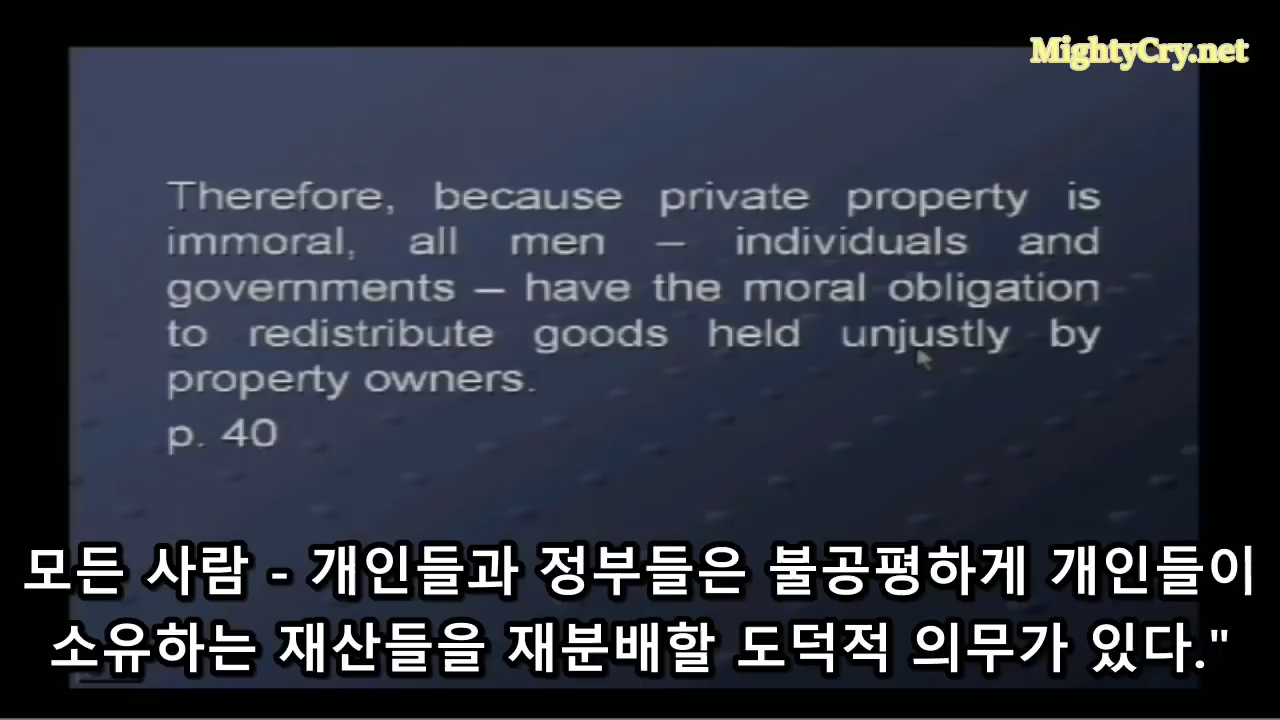 MightyCry.net
Therefore, because private property is
immoral, all men – individuals and
governments – have the moral obligation
to redistribute goods held unjustly by
property owners.
p. 40
모든 사람 - 개인들과 정부들은 불공평하게 개인들이
소유하는 재산들을 재분배할 도덕적 의무가 있다."